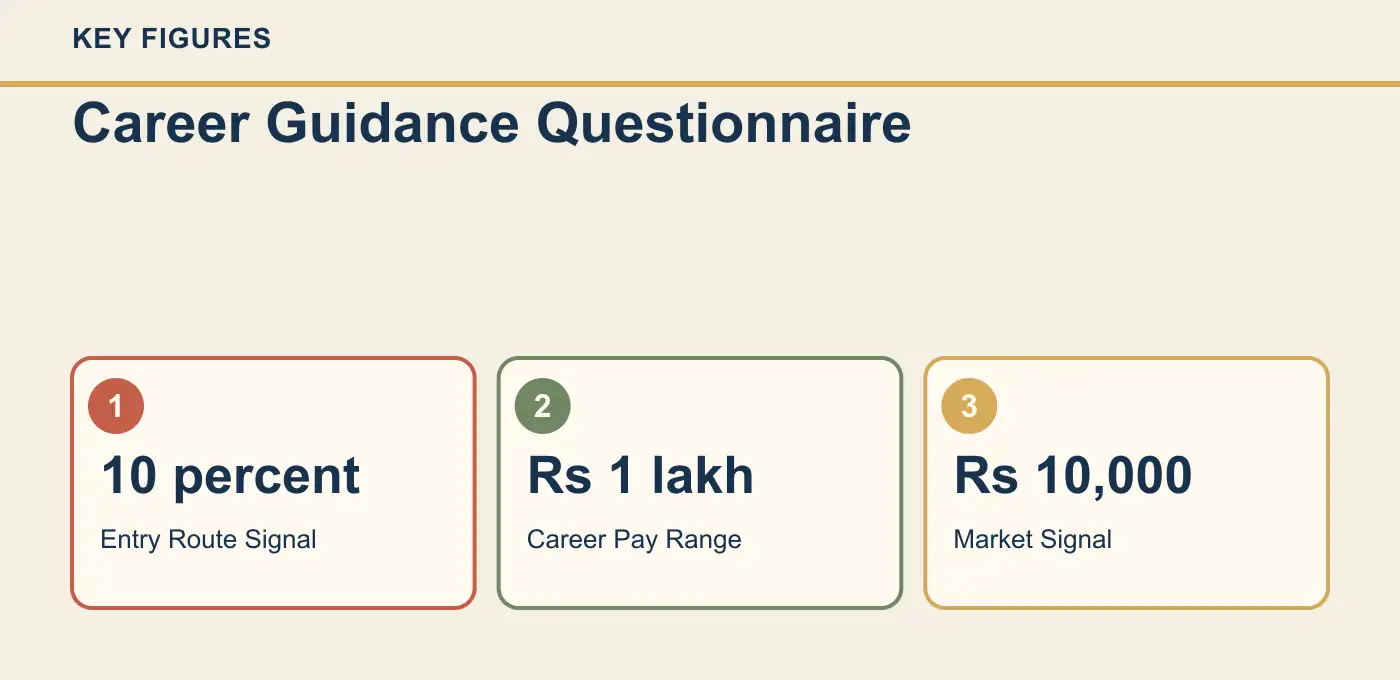 KEY FIGURES
Career Guidance Questionnaire
1
10 percent
Entry Route Signal
2
Rs 1 lakh
Career Pay Range
3
Rs 10,000
Market Signal